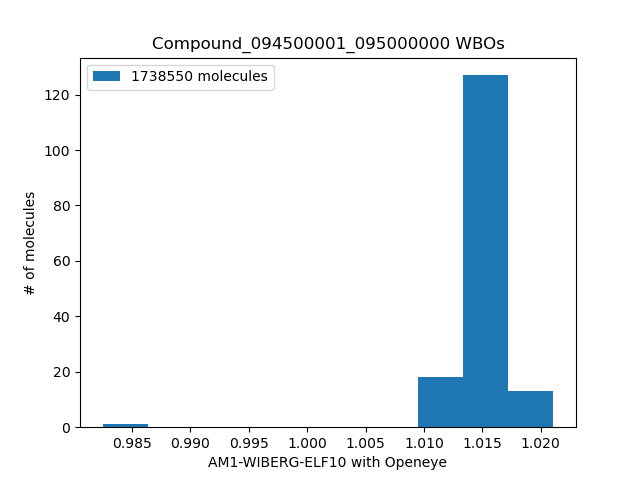 Compound_094500001_095000000 WBOs
1738550 molecules
# of molecules
120
100
80
60
40
20
0
0.985 0.990 0.995 1.000 1.005 1.010 1.015 1.020
AM1-WIBERG-ELF10 with Openeye